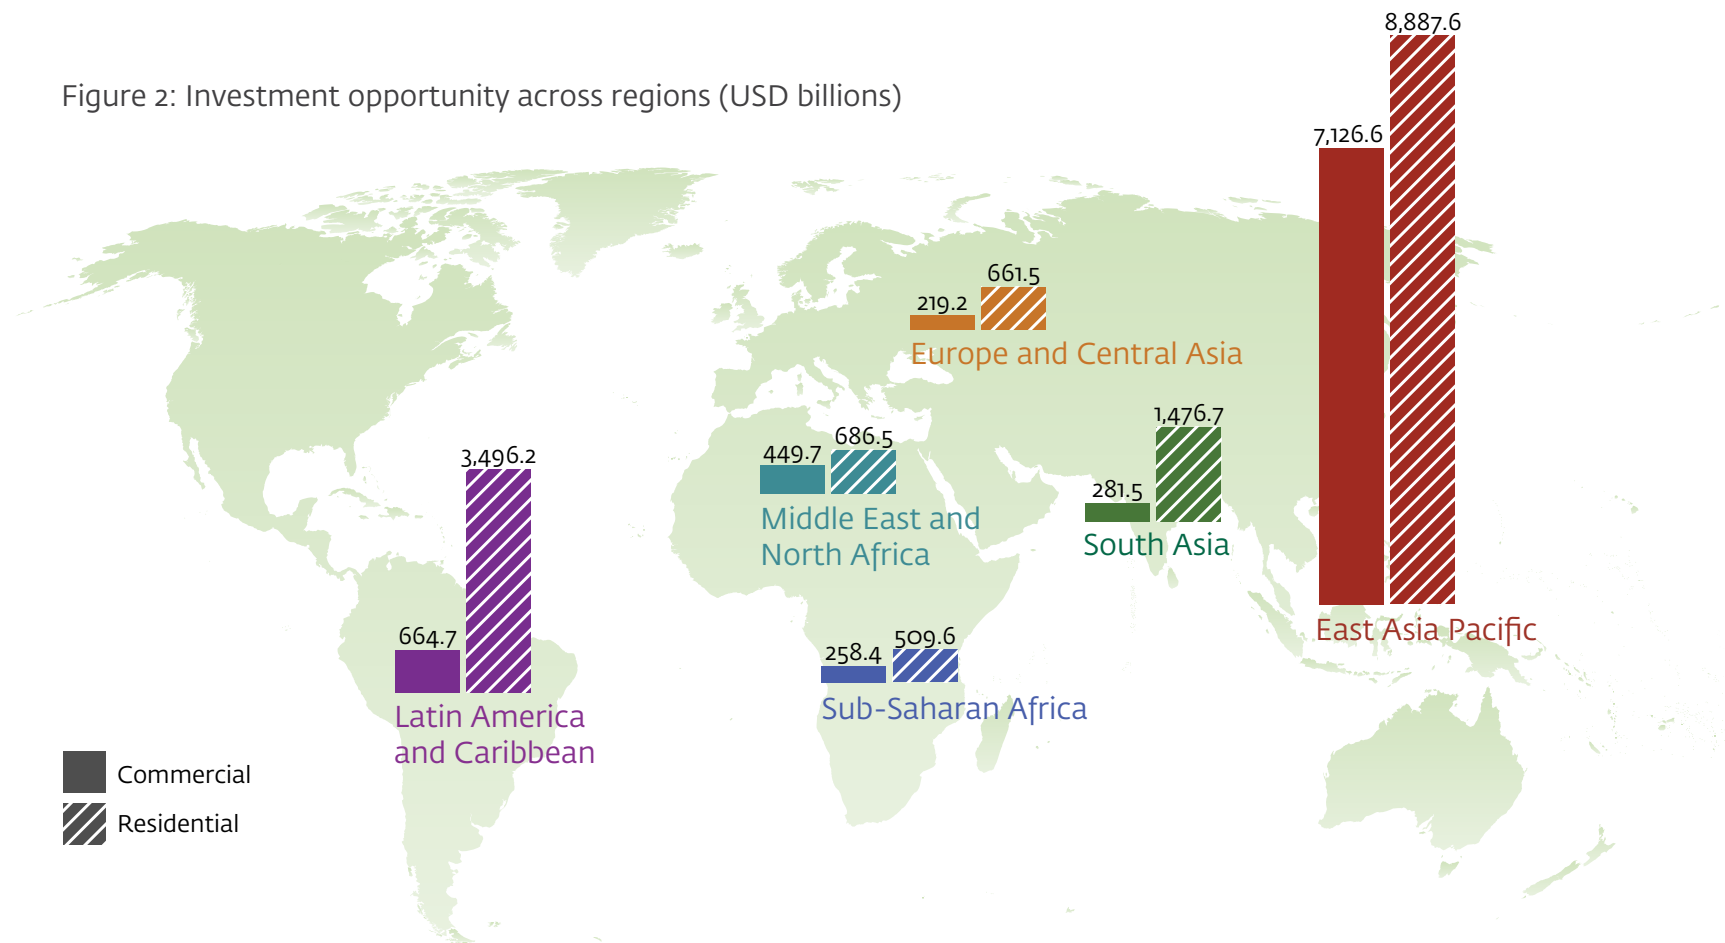 Figure 2: Investment opportunity across regions (USD billions)
8,887.6
7,126.6
East Asia Pacific
661.5
219.2
Europe and Central Asia
1,476.7
281.5
South Asia
686.5
449.7
Middle East and
North Africa
3,496.2
664.7
Latin America
and Caribbean
509.6
258.4
Sub-Saharan Africa
Commercial
Residential